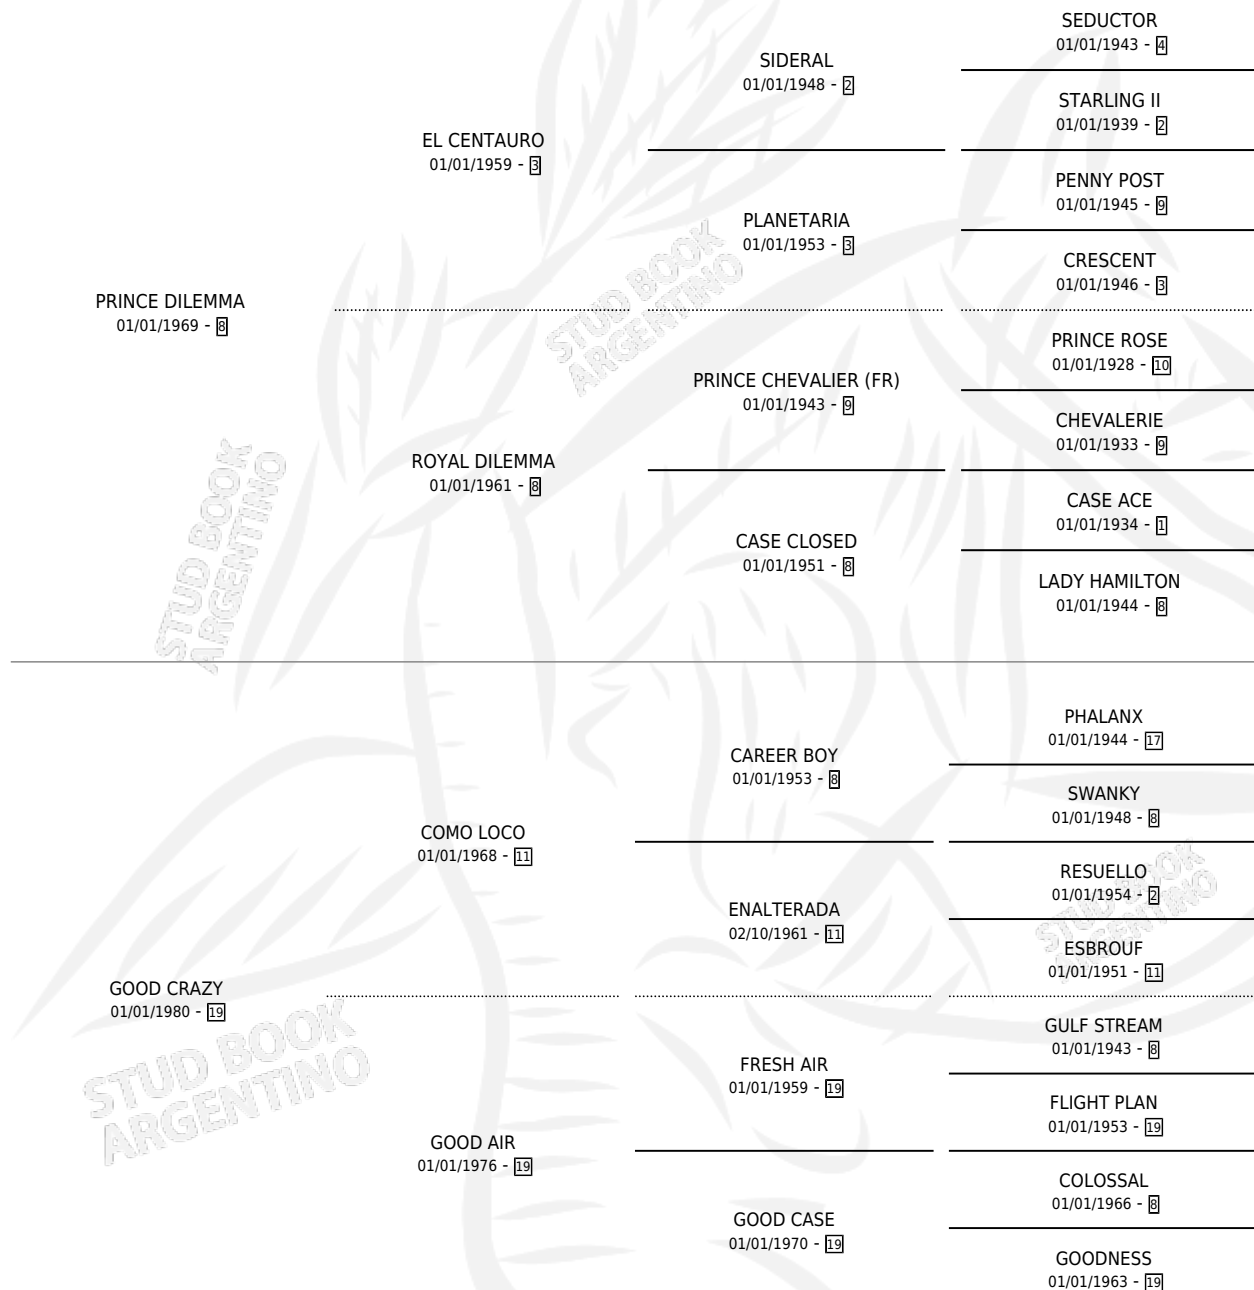 SEDUCTOR
01/01/1943 - 4
SIDERAL
01/01/1948 - 2
STARLING II
01/01/1939 - 2
EL CENTAURO
01/01/1959 - 3
PENNY POST
01/01/1945 - 9
PLANETARIA
01/01/1953 - 3
CRESCENT
01/01/1946 - 3
PRINCE DILEMMA
01/01/1969 - 8
STUD BOOK
ARGENTINO
PRINCE ROSE
01/01/1928 - 10
PRINCE CHEVALIER (FR)
01/01/1943 - 9
CHEVALERIE
01/01/1933 - 9
ROYAL DILEMMA
01/01/1961 - 8
CASE ACE
01/01/1934 - 1
CASE CLOSED
01/01/1951 - 8
LADY HAMILTON
01/01/1944 - 8
STUD BOOK
ARGENTINO
PHALANX
01/01/1944 - 17
CAREER BOY
01/01/1953 - 8
SWANKY
01/01/1948 - 8
COMO LOCO
01/01/1968 - 11
RESUELLO
01/01/1954 - 2
ENALTERADA
02/10/1961 - 11
STUD BOOK
ARGENTINO
ESBROUF
01/01/1951 - 11
GOOD CRAZY
01/01/1980 - 19
STUD BOOK
ARGENTINO
GULF STREAM
01/01/1943 - 8
FRESH AIR
01/01/1959 - 19
FLIGHT PLAN
01/01/1953 - 19
GOOD AIR
01/01/1976 - 19
COLOSSAL
01/01/1966 - 8
GOOD CASE
01/01/1970 - 19
GOODNESS
01/01/1963 - 19